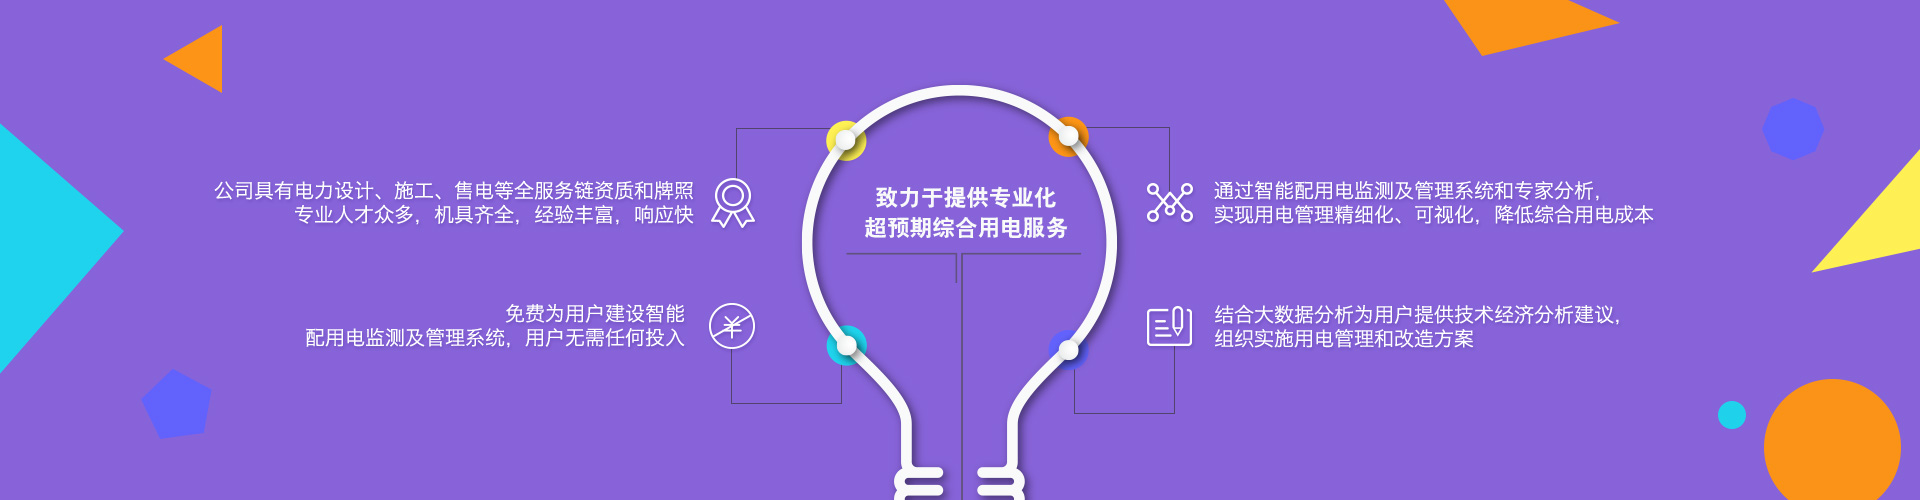 公司具有电力设计、施工、售电等全服务链资质和牌照
专业人才众多，机具齐全，经验丰富，响应快
免费为用户建设智能
配用电监测及管理系统，用户无需任何投入
致力于提供专业化
超预期综合用电服务
通过智能配用电监测及管理系统和专家分析，
实现用电管理精细化、可视化，降低综合用电成本
结合大数据分析为用户提供技术经济分析建议，
组织实施用电管理和改造方案